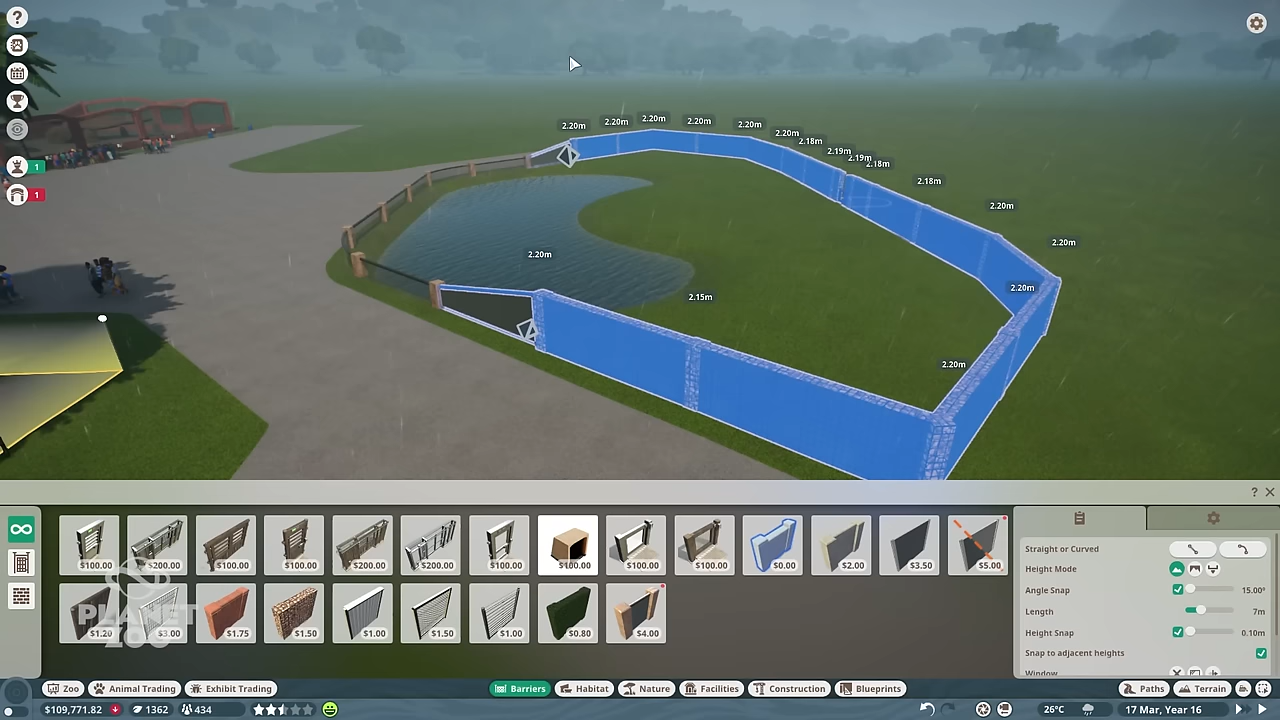 ?
1
1
2.20m 2.20m 2.20m 2.20m 2.20m 2.20m 2.18m 2.19m 2.19m 2.18m 2.18m 2.20m 2.20m
2.20m 2.15m 2.20m
2.20m
? X
$100.00 $200.00 $100.00 $100.00 $200.00 $200.00 $100.00 $100.00 $100.00 $100.00 $0.00 $2.00 $3.50 $5.00
$1.20 $3.00 $1.75 $1.50 $1.00 $1.50 $1.00 $0.80 $4.00
PLANET
ZOO
Straight or Curved
Height Mode
Angle Snap 15.00°
Length 7m
Height Snap 0.10m
Snap to adjacent heights
Window
Zoo Animal Trading Exhibit Trading Barriers Habitat Nature Facilities Construction Blueprints Paths Terrain
$109,771.82 1362 434 26°C 17 Mar, Year 16